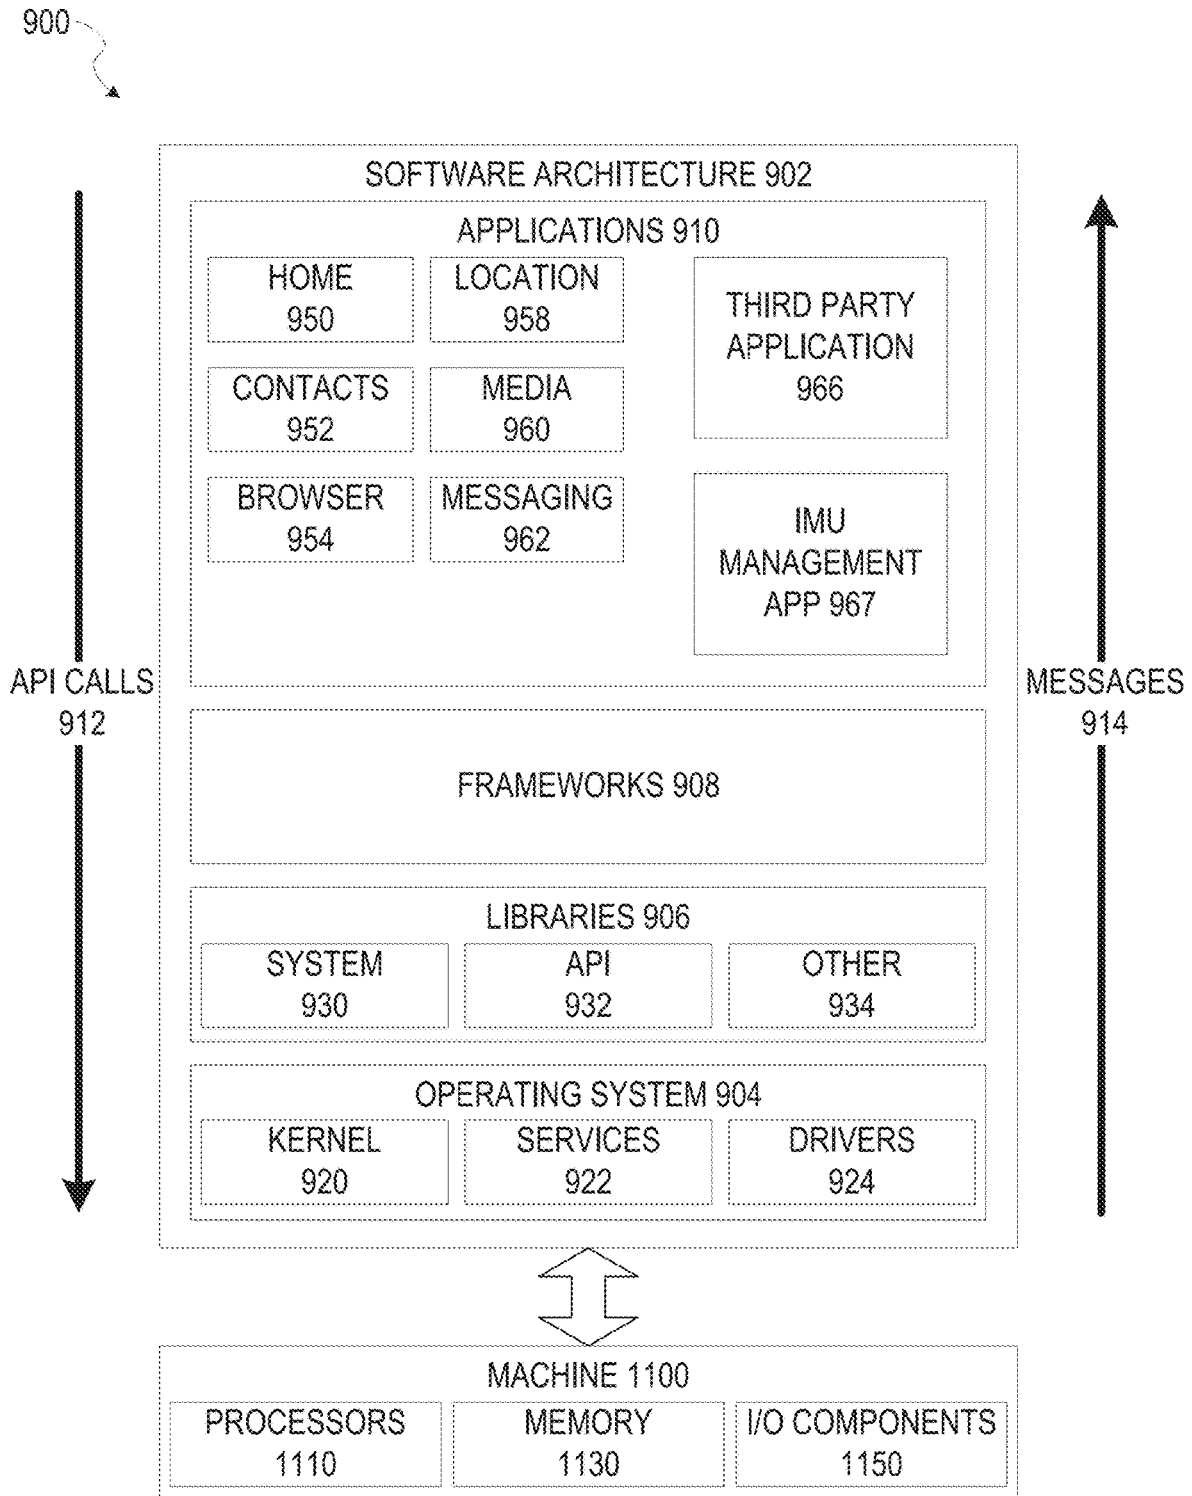 900
SOFTWARE ARCHITECTURE 902
APPLICATIONS 910
HOME
950
LOCATION
958
THIRD PARTY
APPLICATION
966
CONTACTS
952
MEDIA
960
BROWSER
954
MESSAGING
962
IMU
MANAGEMENT
APP 967
API CALLS
912
MESSAGES
914
FRAMEWORKS 908
LIBRARIES 906
SYSTEM
930
API
932
OTHER
934
OPERATING SYSTEM 904
KERNEL
920
SERVICES
922
DRIVERS
924
MACHINE 1100
PROCESSORS
1110
MEMORY
1130
I/O COMPONENTS
1150